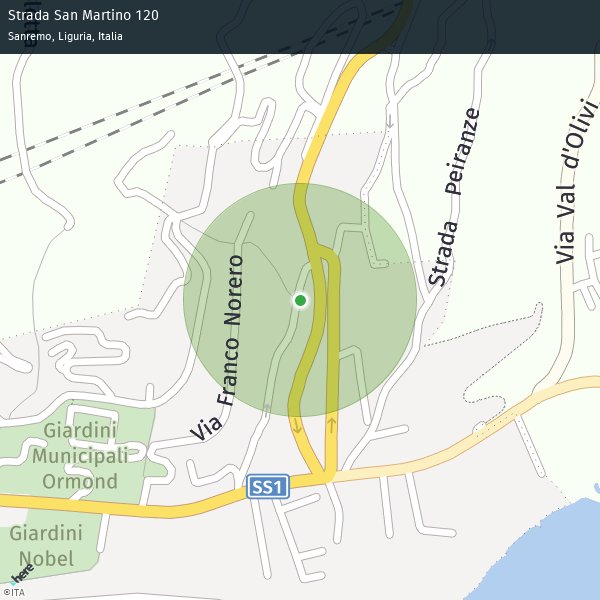 Strada San Martino 120
Sanremo, Liguria, Italia
Strada Peiranze
Via Val d'Olivi
Via Franco Norero
Giardini
Municipali
Ormond
SS1
Giardini
Nobel
here
©ITA